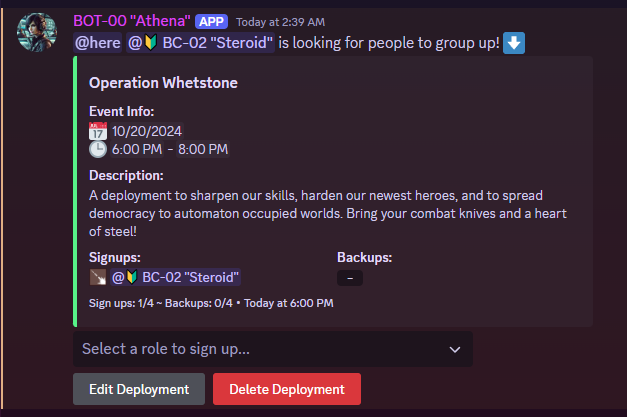 BOT-00 "Athena" APP Today at 2:39 AM
@here @🔰 BC-02 "Steroid" is looking for people to group up! ⬇️
Operation Whetstone
Event Info:
📅 10/20/2024
🕒 6:00 PM - 8:00 PM
Description:
A deployment to sharpen our skills, harden our newest heroes, and to spread
democracy to automaton occupied worlds. Bring your combat knives and a heart
of steel!
Signups: Backups:
@🔰 BC-02 "Steroid" -
Sign ups: 1/4 ~ Backups: 0/4 • Today at 6:00 PM
Select a role to sign up...
Edit Deployment Delete Deployment